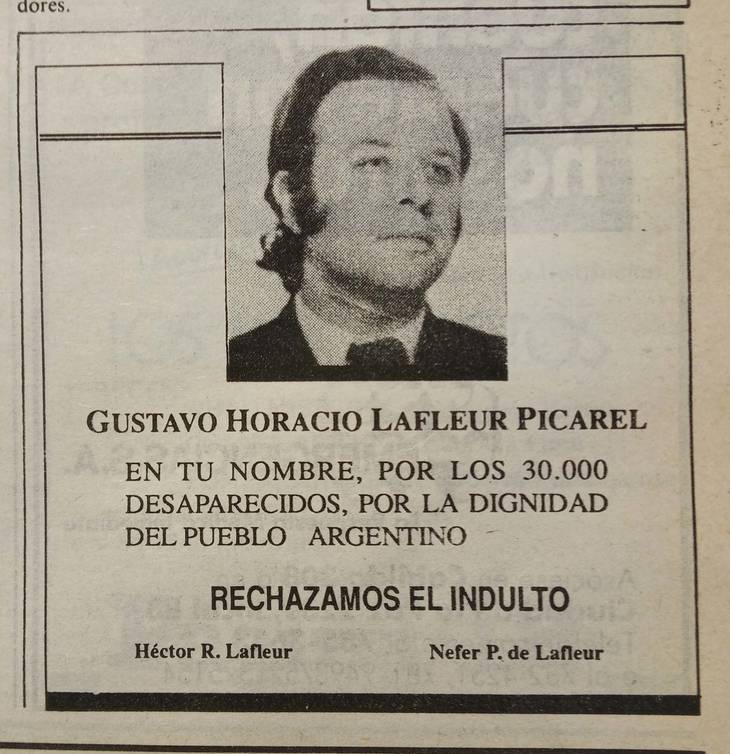 dores.
GUSTAVO HORACIO LAFLEUR PICAREL
EN TU NOMBRE, POR LOS 30.000
DESAPARECIDOS, POR LA DIGNIDAD
DEL PUEBLO ARGENTINO
RECHAZAMOS EL INDULTO
Héctor R. Lafleur Nefer P. de Lafleur